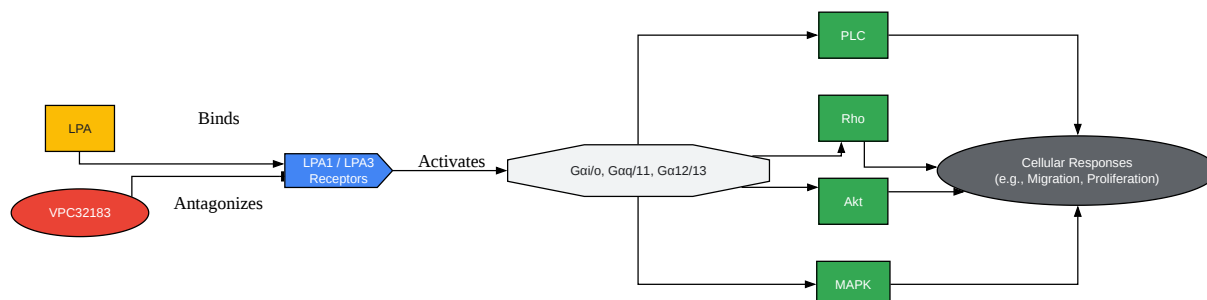 LPA
Binds
VPC32183
Antagonizes
LPA1 / LPA3
Receptors
Activates
Gαi/o, Gαq/11, Gα12/13
PLC
Rho
Akt
MAPK
Cellular Responses
(e.g., Migration, Proliferation)